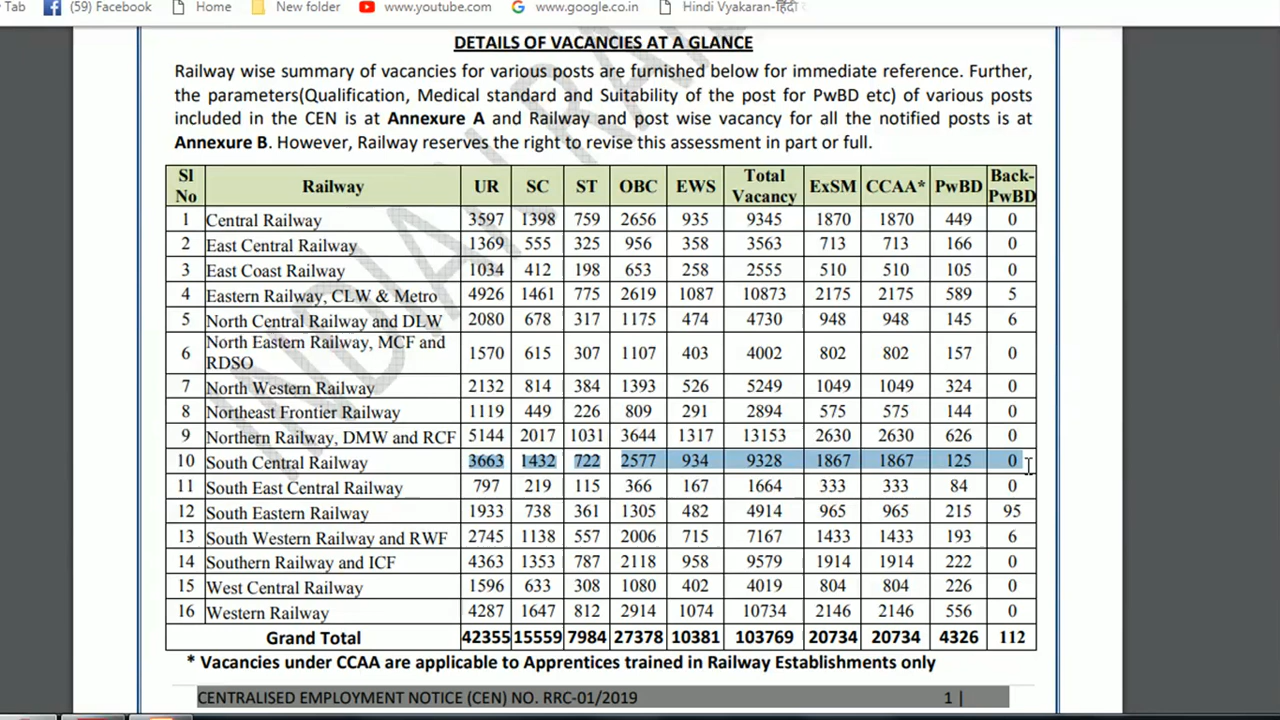 Tab (59) Facebook Home New folder www.youtube.com www.google.co.in Hindi Vyakaran-हिंदी
DETAILS OF VACANCIES AT A GLANCE
Railway wise summary of vacancies for various posts are furnished below for immediate reference. Further,
the parameters(Qualification, Medical standard and Suitability of the post for PwBD etc) of various posts
included in the CEN is at Annexure A and Railway and post wise vacancy for all the notified posts is at
Annexure B. However, Railway reserves the right to revise this assessment in part or full.
Sl No Railway UR SC ST OBC EWS Total Vacancy ExSM CCAA* PwBD Back-PwBD
1 Central Railway 3597 1398 759 2656 935 9345 1870 1870 449 0
2 East Central Railway 1369 555 325 956 358 3563 713 713 166 0
3 East Coast Railway 1034 412 198 653 258 2555 510 510 105 0
4 Eastern Railway, CLW & Metro 4926 1461 775 2619 1087 10873 2175 2175 589 5
5 North Central Railway and DLW 2080 678 317 1175 474 4730 948 948 145 6
6 North Eastern Railway, MCF and RDSO 1570 615 307 1107 403 4002 802 802 157 0
7 North Western Railway 2132 814 384 1393 526 5249 1049 1049 324 0
8 Northeast Frontier Railway 1119 449 226 809 291 2894 575 575 144 0
9 Northern Railway, DMW and RCF 5144 2017 1031 3644 1317 13153 2630 2630 626 0
10 South Central Railway 3663 1432 722 2577 934 9328 1867 1867 125 0
11 South East Central Railway 797 219 115 366 167 1664 333 333 84 0
12 South Eastern Railway 1933 738 361 1305 482 4914 965 965 215 95
13 South Western Railway and RWF 2745 1138 557 2006 715 7167 1433 1433 193 6
14 Southern Railway and ICF 4363 1353 787 2118 958 9579 1914 1914 222 0
15 West Central Railway 1596 633 308 1080 402 4019 804 804 226 0
16 Western Railway 4287 1647 812 2914 1074 10734 2146 2146 556 0
Grand Total 42355 15559 7984 27378 10381 103769 20734 20734 4326 112
* Vacancies under CCAA are applicable to Apprentices trained in Railway Establishments only
CENTRALISED EMPLOYMENT NOTICE (CEN) NO. RRC-01/2019 1 |